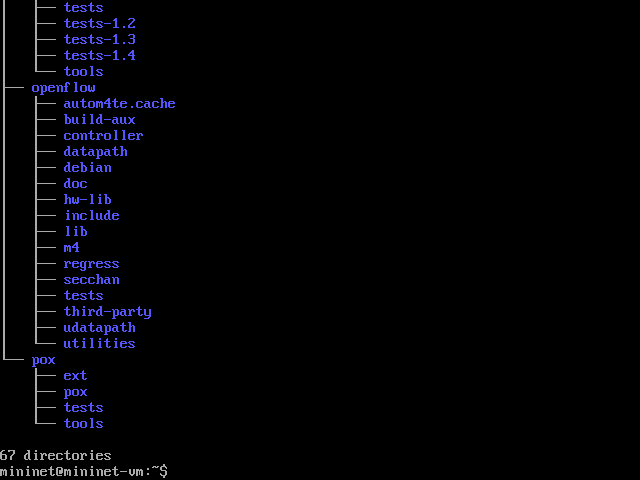 │   ├── tests
│   ├── tests-1.2
│   ├── tests-1.3
│   ├── tests-1.4
│   └── tools
├── openflow
│   ├── autom4te.cache
│   ├── build-aux
│   ├── controller
│   ├── datapath
│   ├── debian
│   ├── doc
│   ├── hw-lib
│   ├── include
│   ├── lib
│   ├── m4
│   ├── regress
│   ├── secchan
│   ├── tests
│   ├── third-party
│   ├── udatapath
│   └── utilities
└── pox
    ├── ext
    ├── pox
    ├── tests
    └── tools
67 directories
mininet@mininet-vm:~$